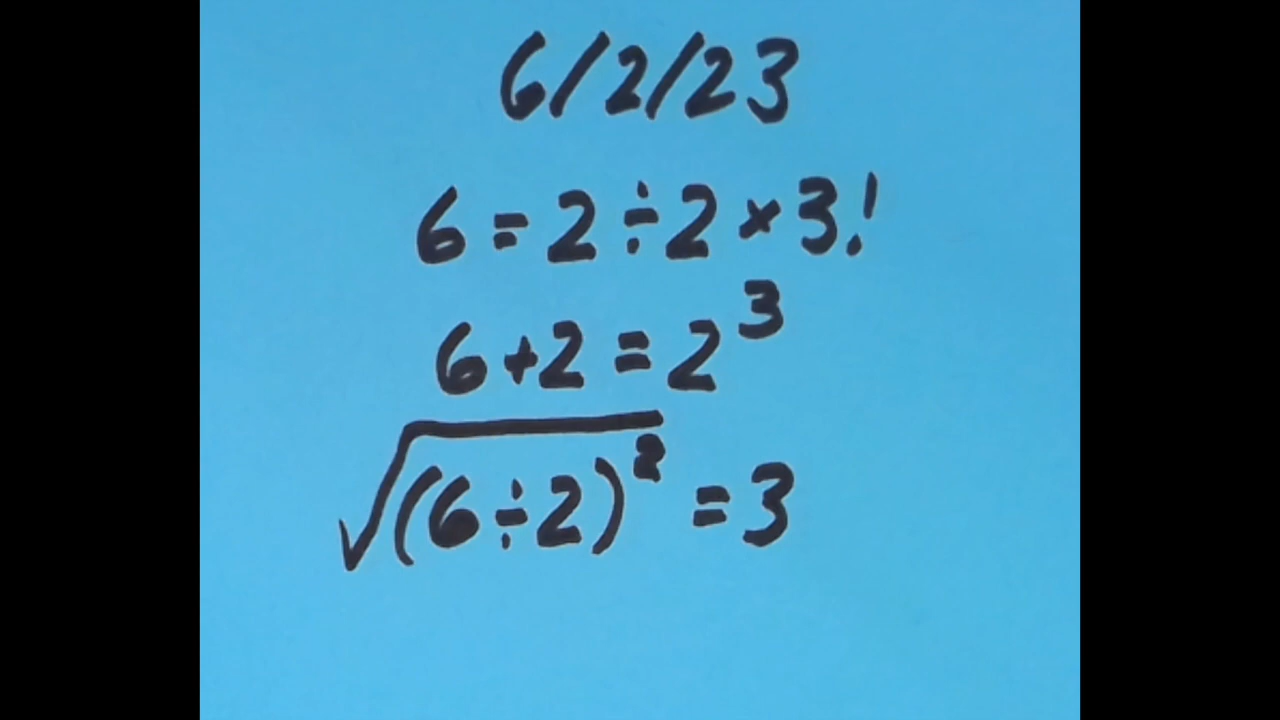 6/2/23
6 = 2 ÷ 2 × 3!
6 + 2 = 2³
√(6 ÷ 2)² = 3